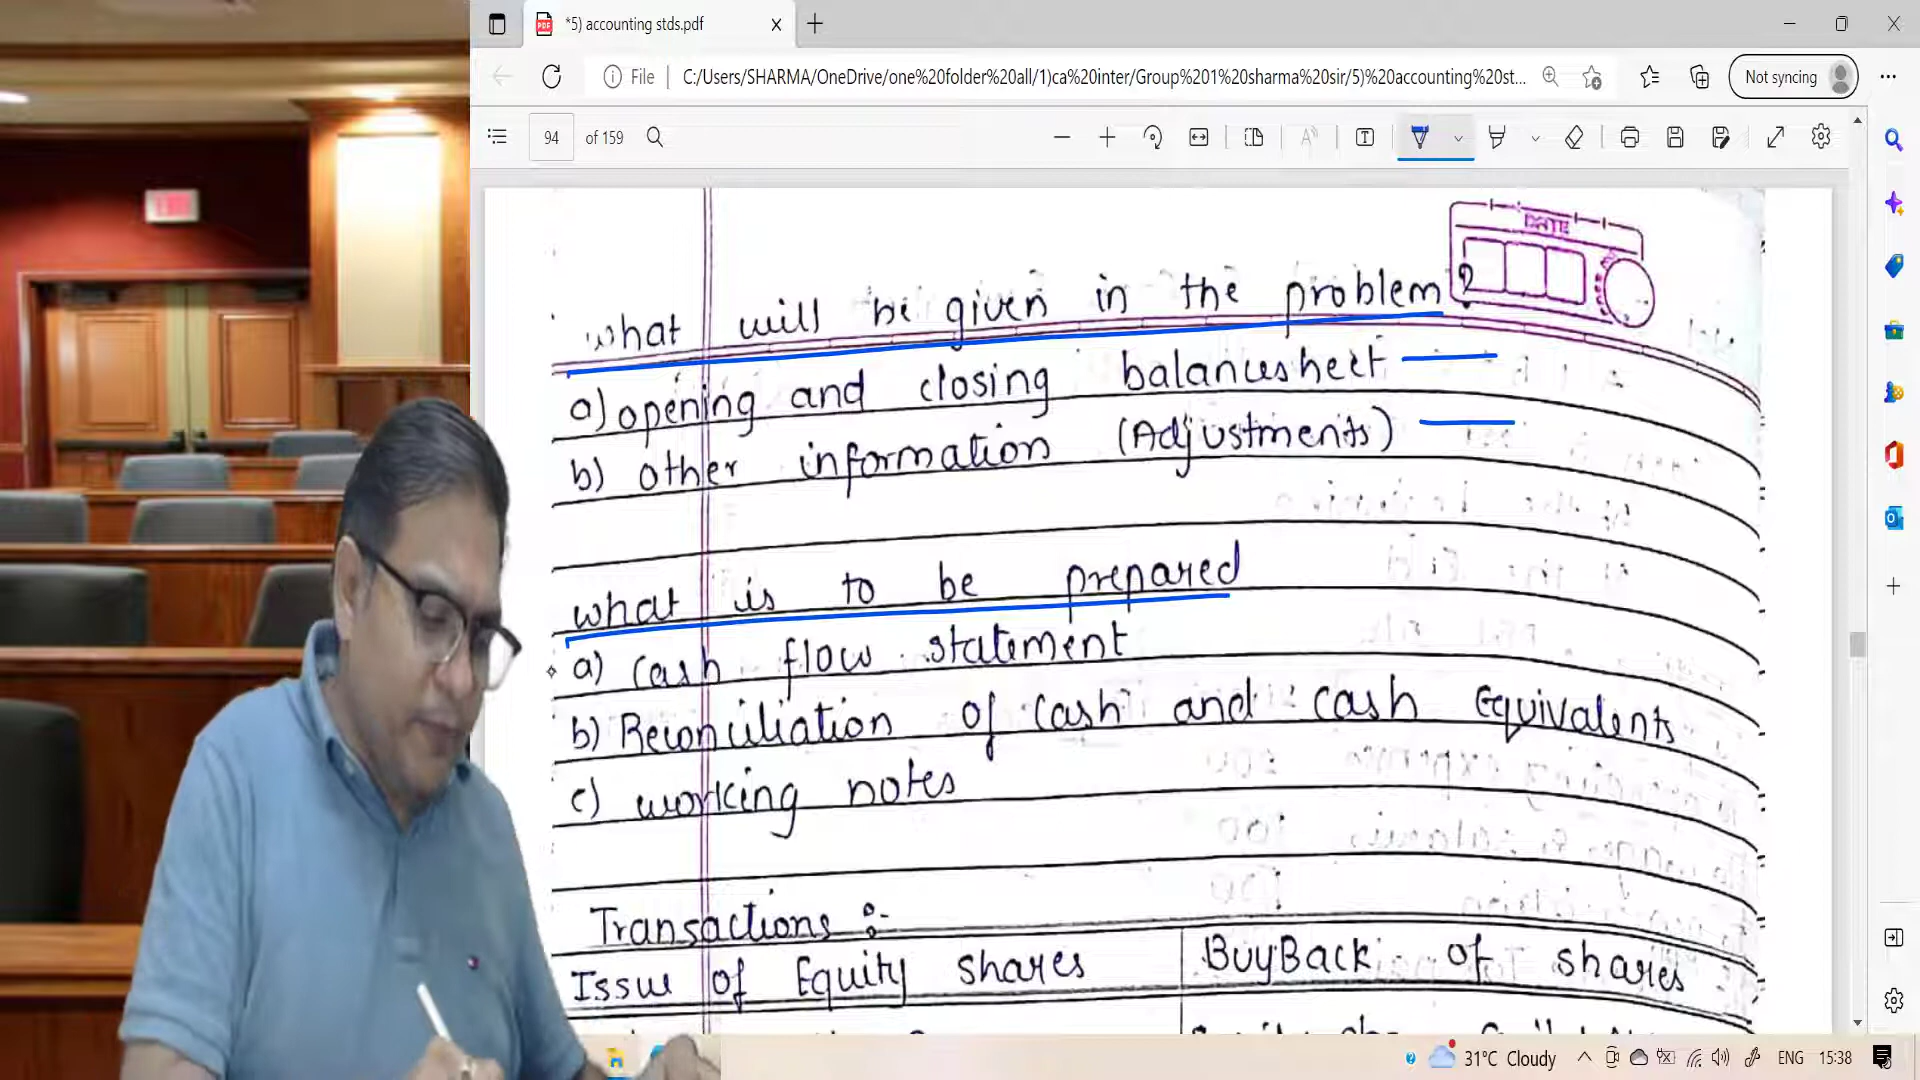 *5) accounting stds.pdf
File
C:/Users/SHARMA/OneDrive/one%20folder%20all/1)ca%20inter/Group%201%20sharma%20sir/5)%20accounting%20st...
Not syncing
94 of 159
DATE
what will be given in the problem ?
a) opening and closing balancesheet
b) other information (Adjustments)
what is to be prepared
a) cash flow statement
b) Reconciliation of cash and cash Equivalents
c) working notes
Transactions :-
Issue of Equity shares
BuyBack of shares
31°C Cloudy
ENG
15:38